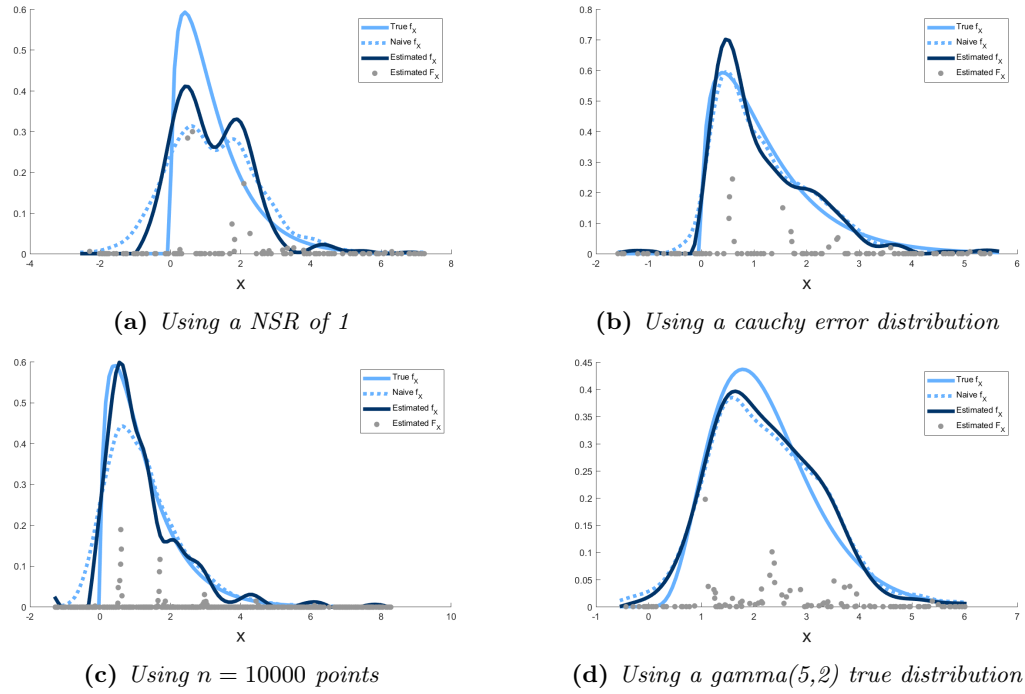 0.6
0.5
0.4
0.3
0.2
0.1
0
-4
-2
0
2
4
6
8
x
True f_X
Naive f_X
Estimated f_X
Estimated F_X
(a) Using a NSR of 1
0.8
0.7
0.6
0.5
0.4
0.3
0.2
0.1
0
-2
-1
0
1
2
3
4
5
6
x
True f_X
Naive f_X
Estimated f_X
Estimated F_X
(b) Using a cauchy error distribution
0.6
0.5
0.4
0.3
0.2
0.1
0
-2
0
2
4
6
8
10
x
True f_X
Naive f_X
Estimated f_X
Estimated F_X
(c) Using n = 10000 points
0.45
0.4
0.35
0.3
0.25
0.2
0.15
0.1
0.05
0
-1
0
1
2
3
4
5
6
7
x
True f_X
Naive f_X
Estimated f_X
Estimated F_X
(d) Using a gamma(5,2) true distribution